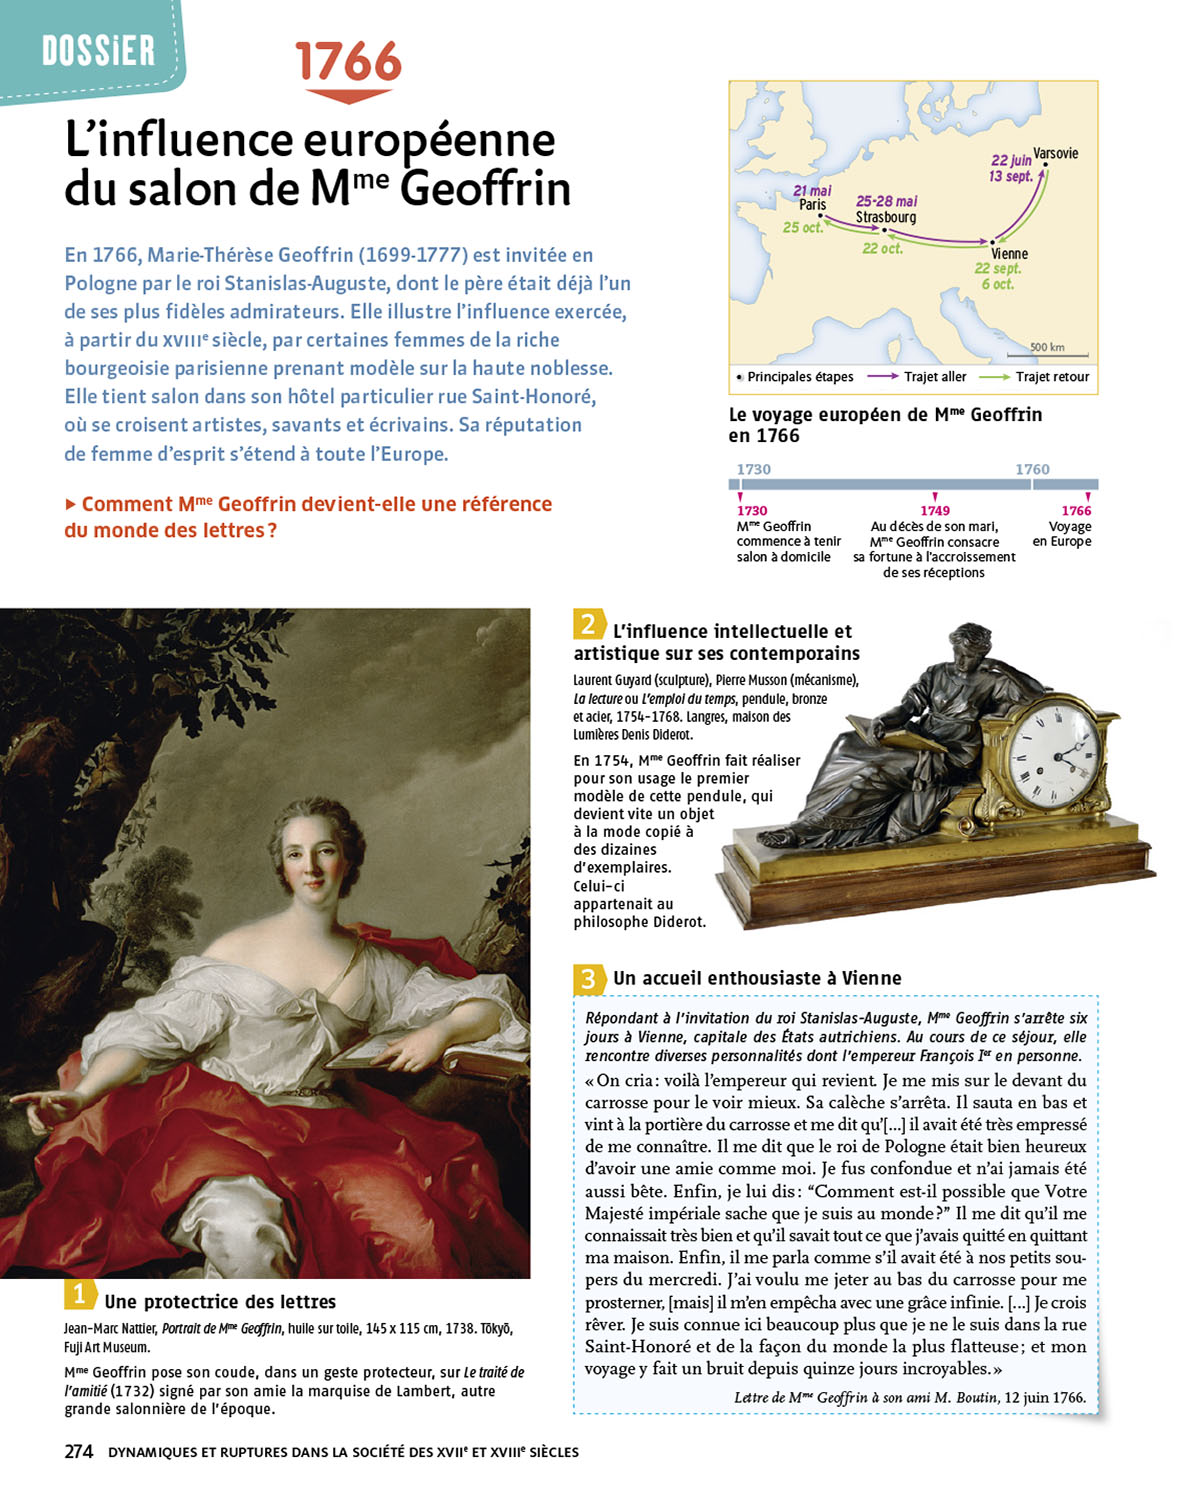 DOSSiER
1766
L’influence européenne
du salon de Mme Geoffrin
En 1766, Marie-Thérèse Geoffrin (1699-1777) est invitée en
Pologne par le roi Stanislas-Auguste, dont le père était déjà l’un
de ses plus fidèles admirateurs. Elle illustre l’influence exercée,
à partir du XVIIIe siècle, par certaines femmes de la riche
bourgeoisie parisienne prenant modèle sur la haute noblesse.
Elle tient salon dans son hôtel particulier rue Saint-Honoré,
où se croisent artistes, savants et écrivains. Sa réputation
de femme d’esprit s’étend à toute l’Europe.
▶ Comment Mme Geoffrin devient-elle une référence
du monde des lettres ?
22 juin
13 sept.
Varsovie
21 mai
Paris
25 oct.
25-28 mai
Strasbourg
22 oct.
Vienne
22 sept.
6 oct.
500 km
Principales étapes
Trajet aller
Trajet retour
Le voyage européen de Mme Geoffrin
en 1766
1730
1760
1730
Mme Geoffrin
commence à tenir
salon à domicile
1749
Au décès de son mari,
Mme Geoffrin consacre
sa fortune à l’accroissement
de ses réceptions
1766
Voyage
en Europe
1 Une protectrice des lettres
Jean-Marc Nattier, Portrait de Mme Geoffrin, huile sur toile, 145 x 115 cm, 1738. Tōkyō,
Fuji Art Museum.
Mme Geoffrin pose son coude, dans un geste protecteur, sur Le traité de
l’amitié (1732) signé par son amie la marquise de Lambert, autre
grande salonnière de l’époque.
2 L’influence intellectuelle et
artistique sur ses contemporains
Laurent Guyard (sculpture), Pierre Musson (mécanisme),
La lecture ou L’emploi du temps, pendule, bronze
et acier, 1754-1768. Langres, maison des
Lumières Denis Diderot.
En 1754, Mme Geoffrin fait réaliser
pour son usage le premier
modèle de cette pendule, qui
devient vite un objet
à la mode copié à
des dizaines
d’exemplaires.
Celui-ci
appartenait au
philosophe Diderot.
3 Un accueil enthousiaste à Vienne
Répondant à l’invitation du roi Stanislas-Auguste, Mme Geoffrin s’arrête six
jours à Vienne, capitale des États autrichiens. Au cours de ce séjour, elle
rencontre diverses personnalités dont l’empereur François Ier en personne.
« On cria : voilà l’empereur qui revient. Je me mis sur le devant du
carrosse pour le voir mieux. Sa calèche s’arrêta. Il sauta en bas et
vint à la portière du carrosse et me dit qu’[...] il avait été très empressé
de me connaître. Il me dit que le roi de Pologne était bien heureux
d’avoir une amie comme moi. Je fus confondue et n’ai jamais été
aussi bête. Enfin, je lui dis : “Comment est-il possible que Votre
Majesté impériale sache que je suis au monde ?” Il me dit qu’il me
connaissait très bien et qu’il savait tout ce que j’avais quitté en quittant
ma maison. Enfin, il me parla comme s’il avait été à nos petits sou-
pers du mercredi. J’ai voulu me jeter au bas du carrosse pour me
prosterner, [mais] il m’en empêcha avec une grâce infinie. [...] Je crois
rêver. Je suis connue ici beaucoup plus que je ne le suis dans la rue
Saint-Honoré et de la façon du monde la plus flatteuse ; et mon
voyage y fait un bruit depuis quinze jours incroyables. »
Lettre de Mme Geoffrin à son ami M. Boutin, 12 juin 1766.
274 DYNAMIQUES ET RUPTURES DANS LA SOCIÉTÉ DES XVIIe ET XVIIIe SIÈCLES